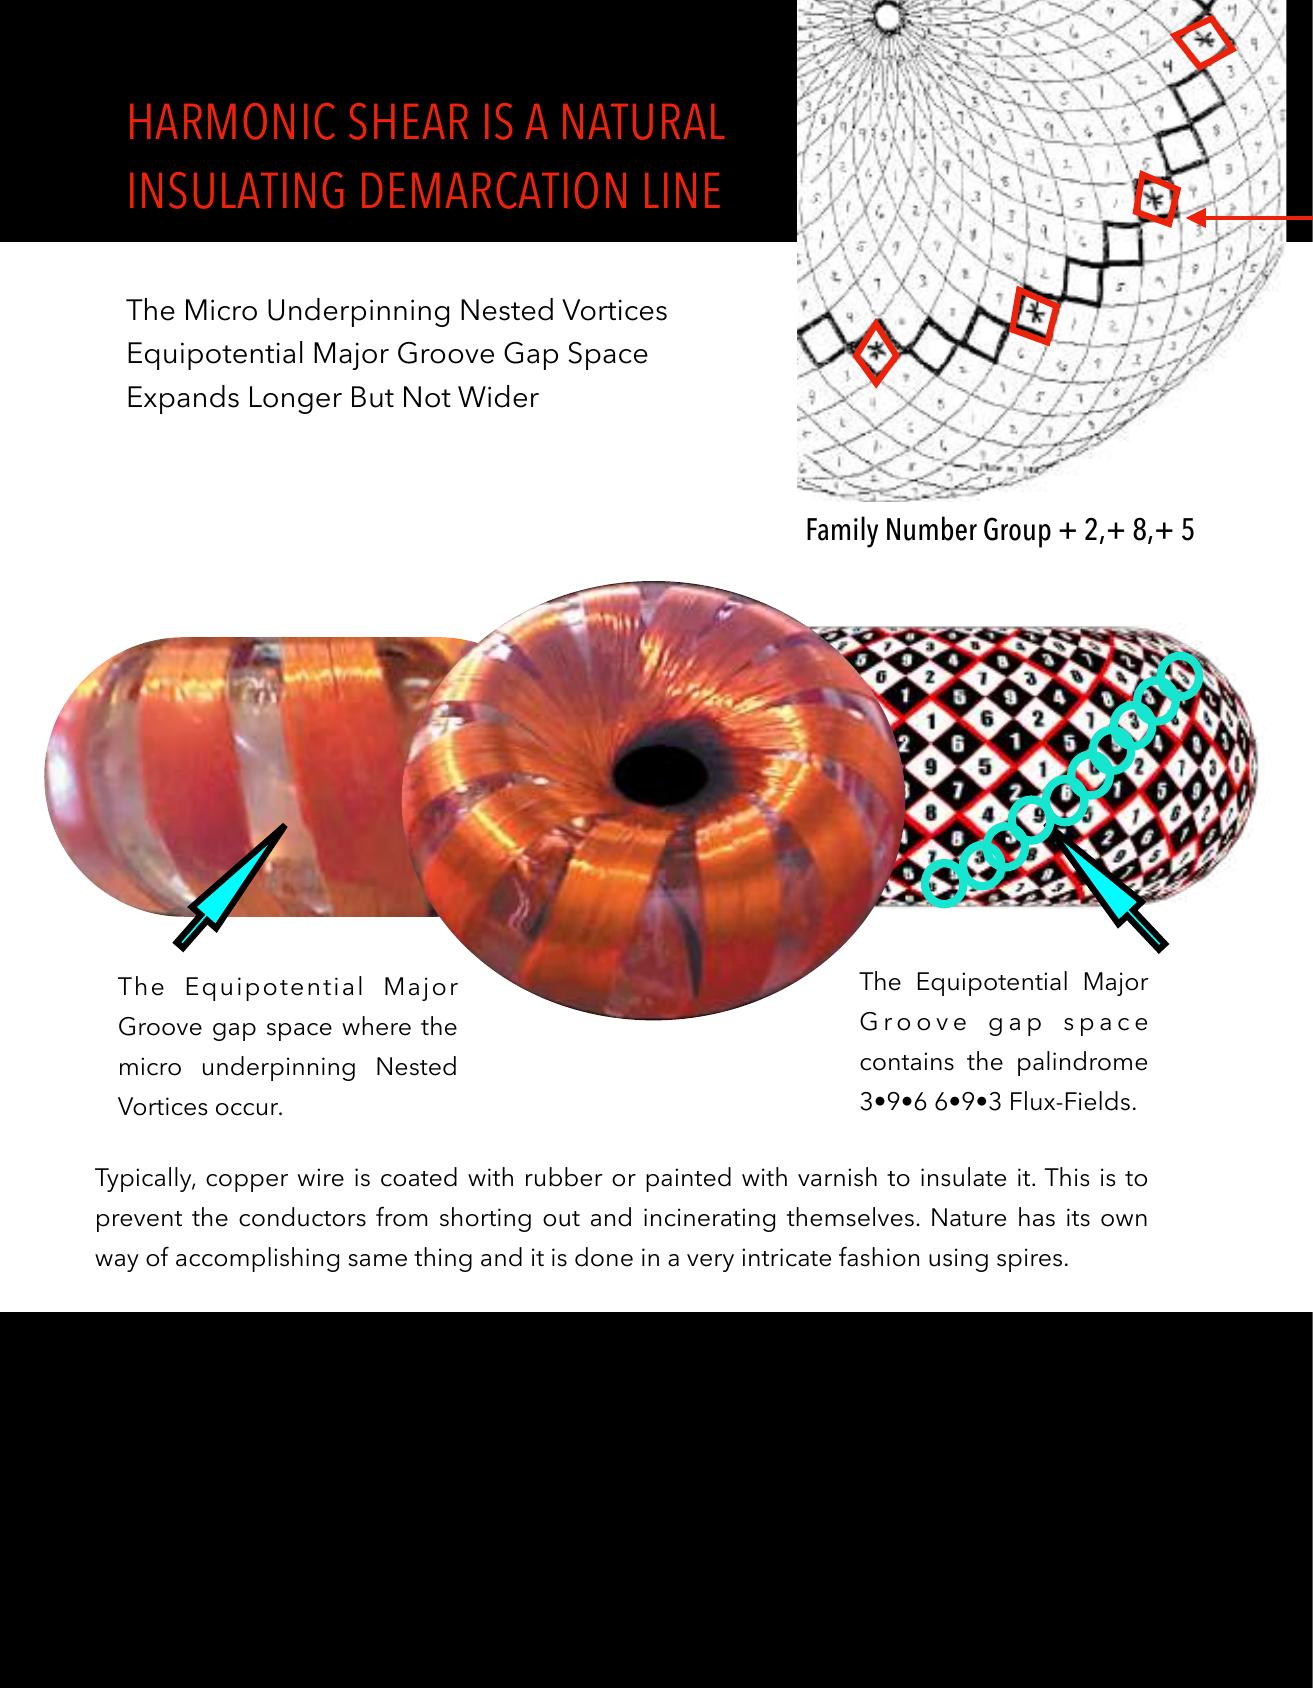 HARMONIC SHEAR IS A NATURAL
INSULATING DEMARCATION LINE
The Micro Underpinning Nested Vortices
Equipotential Major Groove Gap Space
Expands Longer But Not Wider
Family Number Group + 2,+ 8,+ 5
The Equipotential Major
Groove gap space where the
micro underpinning Nested
Vortices occur.
The Equipotential Major
Groove gap space
contains the palindrome
3•9•6 6•9•3 Flux-Fields.
Typically, copper wire is coated with rubber or painted with varnish to insulate it. This is to
prevent the conductors from shorting out and incinerating themselves. Nature has its own
way of accomplishing same thing and it is done in a very intricate fashion using spires.